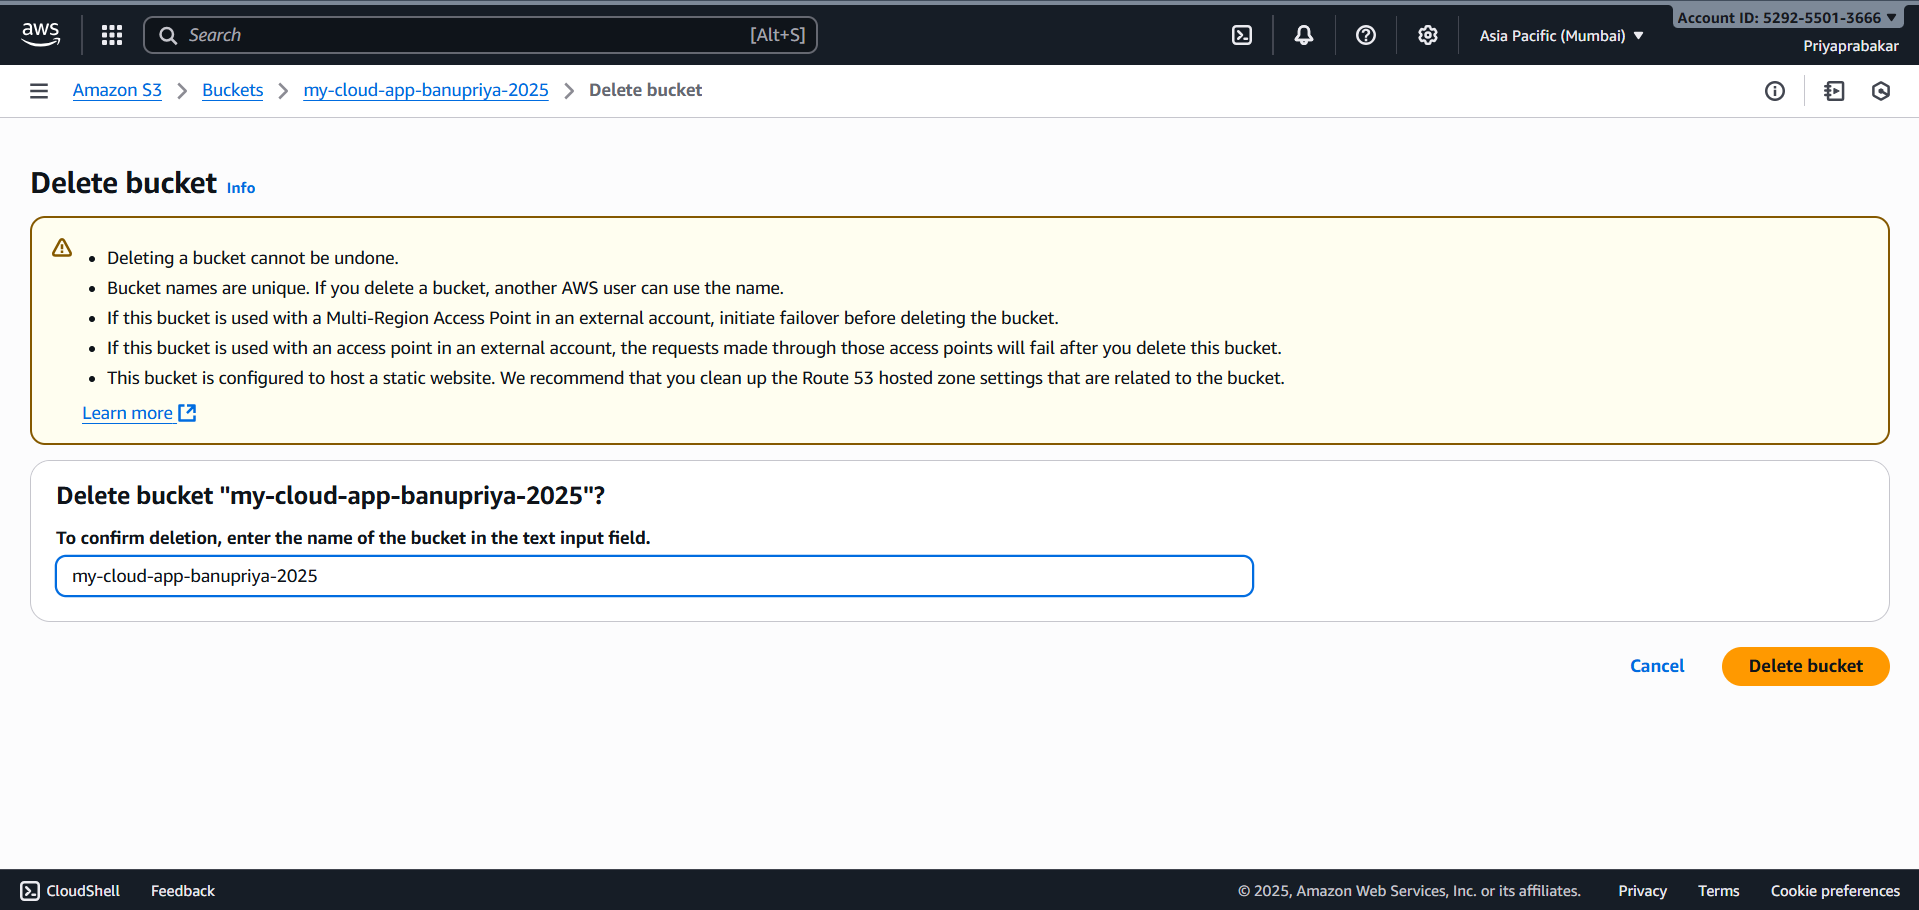 aws
Search [Alt+S]
Asia Pacific (Mumbai) ▼
Account ID: 5292-5501-3666 ▼
Priyaprabakar
Amazon S3 > Buckets > my-cloud-app-banupriya-2025 > Delete bucket
Delete bucket Info
• Deleting a bucket cannot be undone.
• Bucket names are unique. If you delete a bucket, another AWS user can use the name.
• If this bucket is used with a Multi-Region Access Point in an external account, initiate failover before deleting the bucket.
• If this bucket is used with an access point in an external account, the requests made through those access points will fail after you delete this bucket.
• This bucket is configured to host a static website. We recommend that you clean up the Route 53 hosted zone settings that are related to the bucket.
Learn more
Delete bucket "my-cloud-app-banupriya-2025"?
To confirm deletion, enter the name of the bucket in the text input field.
my-cloud-app-banupriya-2025
Cancel Delete bucket
CloudShell Feedback © 2025, Amazon Web Services, Inc. or its affiliates. Privacy Terms Cookie preferences